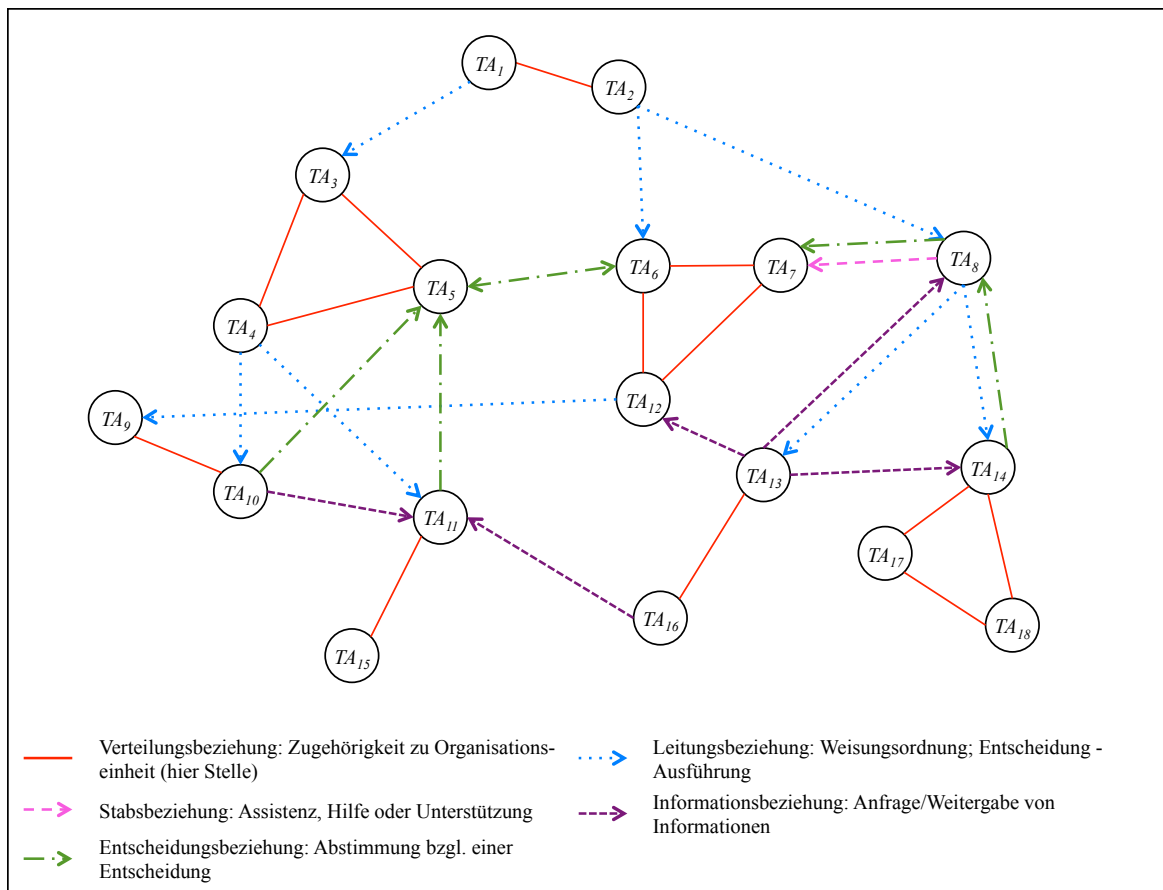 TA1
TA2
TA3
TA4
TA5
TA6
TA7
TA8
TA9
TA10
TA11
TA12
TA13
TA14
TA15
TA16
TA17
TA18
Verteilungsbeziehung: Zugehörigkeit zu Organisations-
einheit (hier Stelle)
Stabsbeziehung: Assistenz, Hilfe oder Unterstützung
Entscheidungsbeziehung: Abstimmung bzgl. einer
Entscheidung
Leitungsbeziehung: Weisungsordnung; Entscheidung -
Ausführung
Informationsbeziehung: Anfrage/Weitergabe von
Informationen